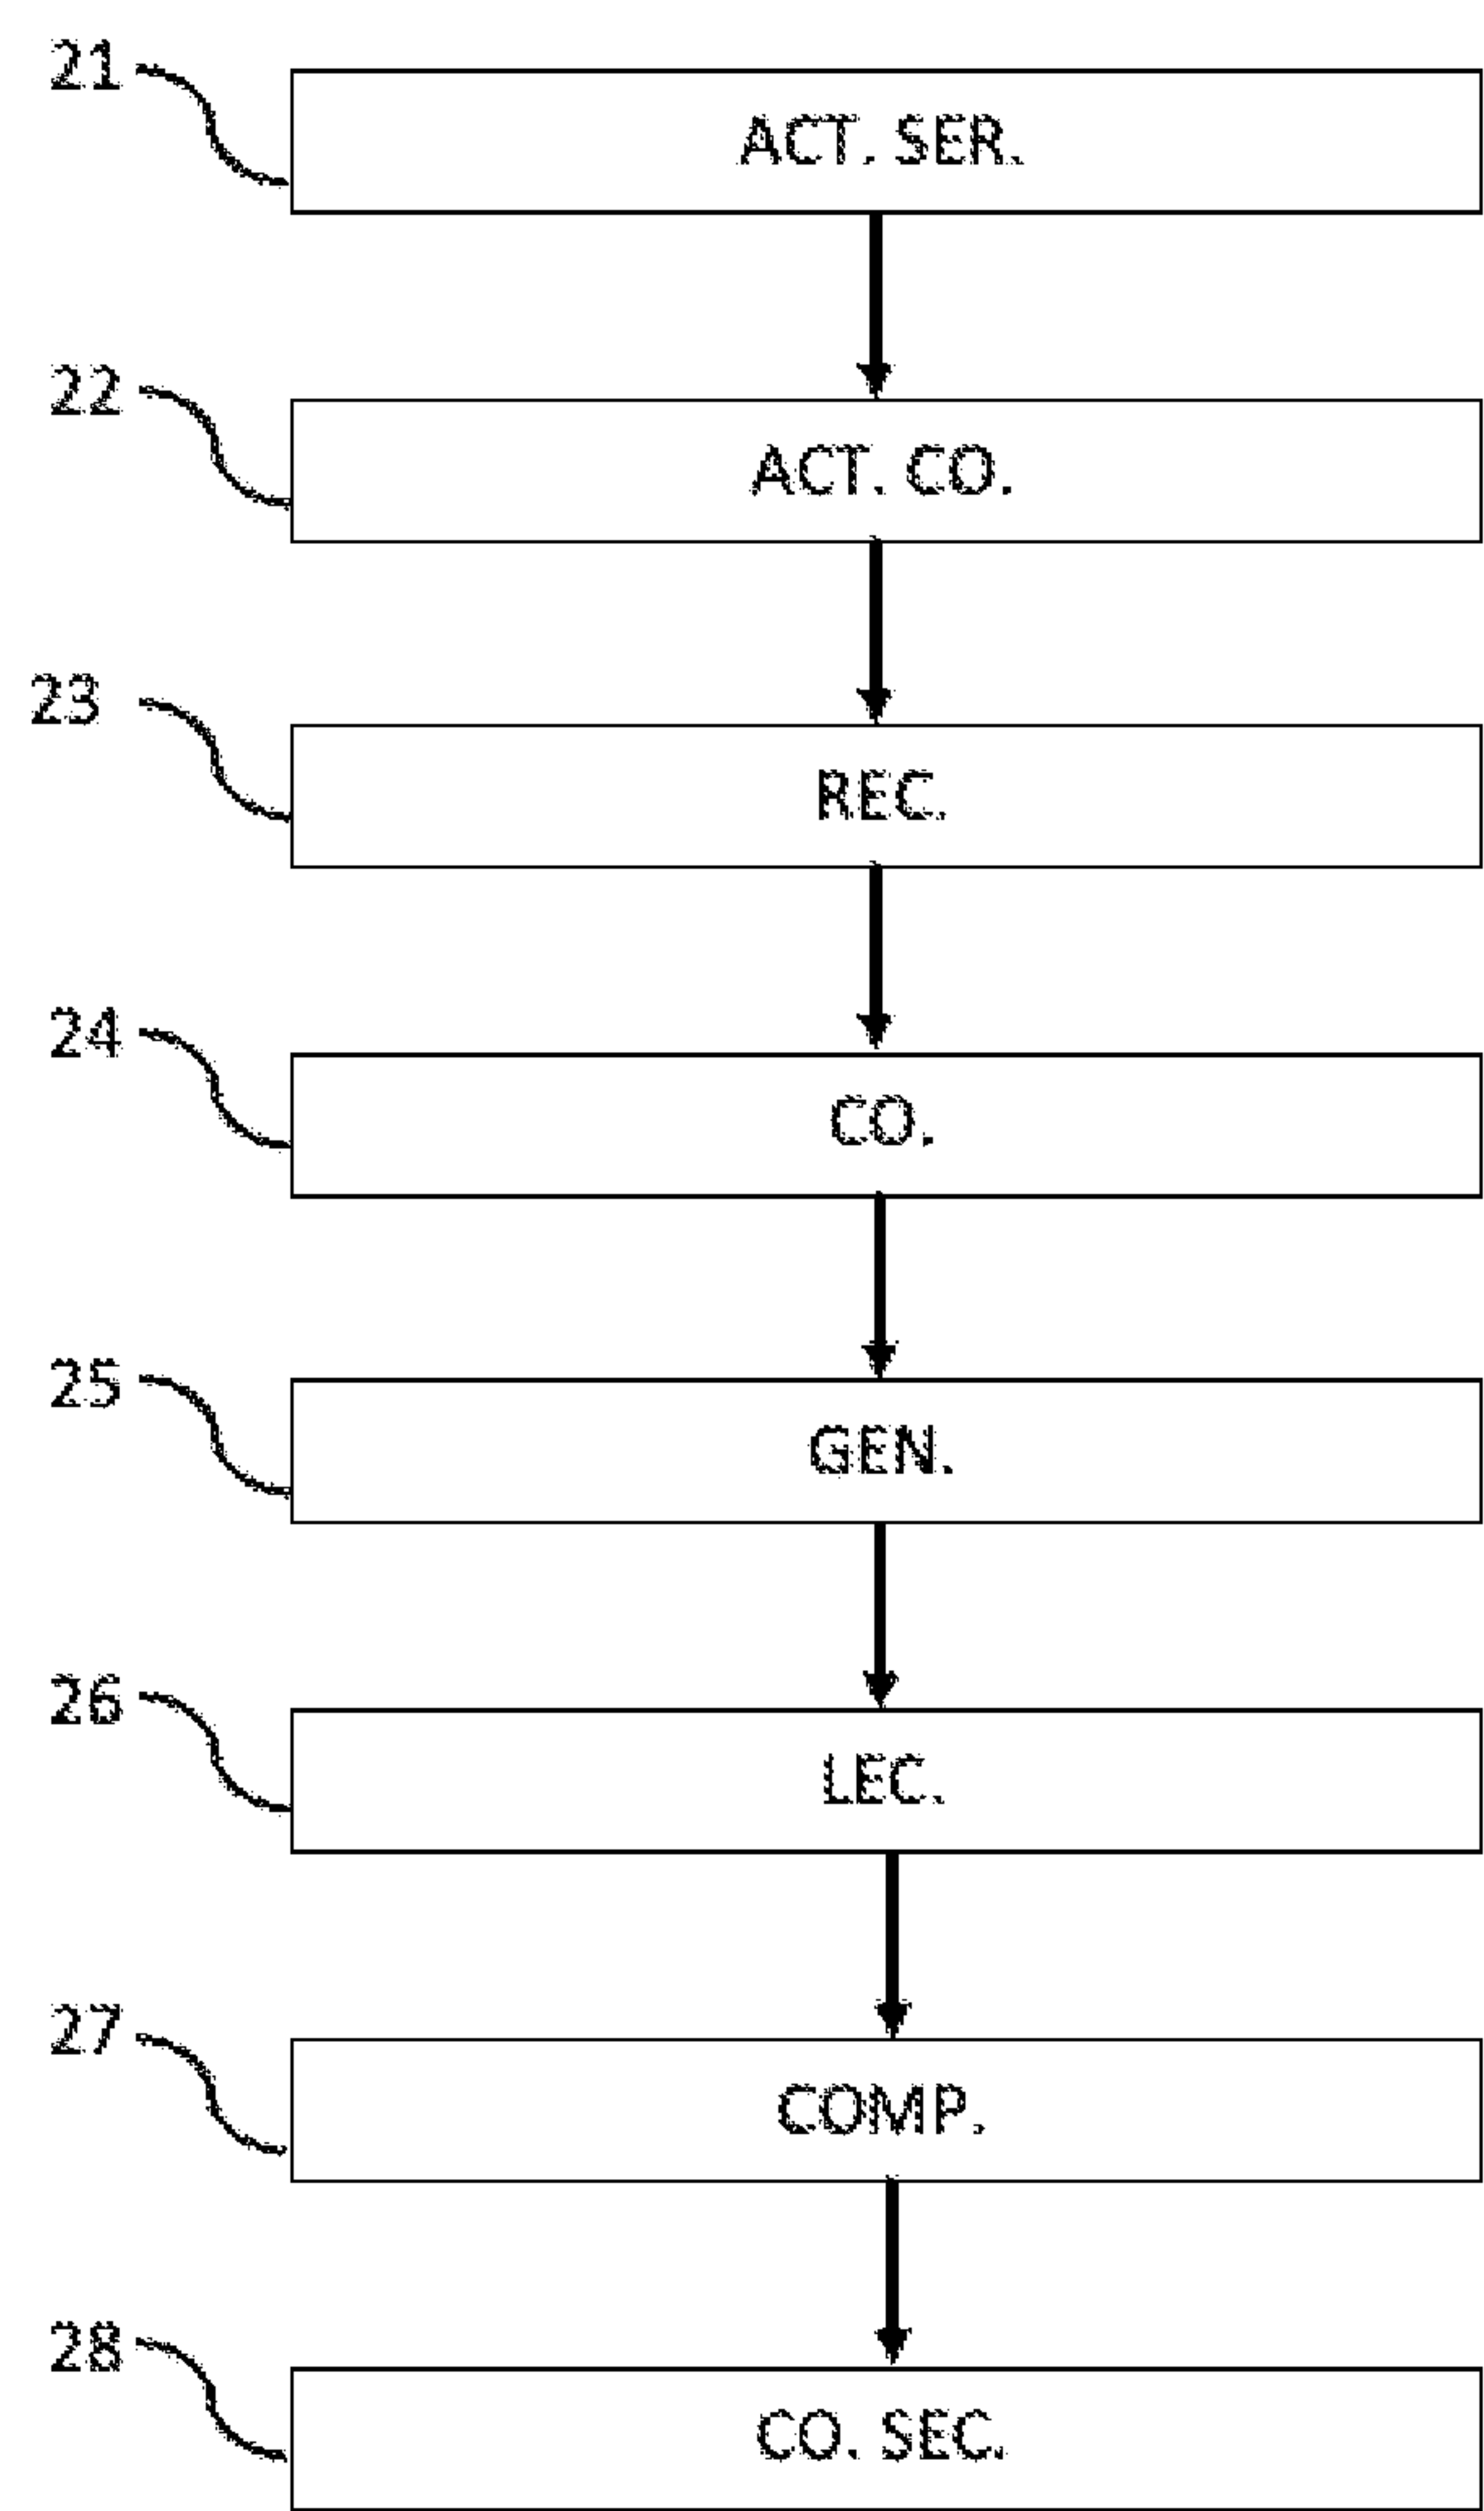 21
ACT. SER.
22
ACT. CO.
23
REC.
24
CO.
25
GEN.
26
LEC.
27
COMP.
28
CO. SEC.